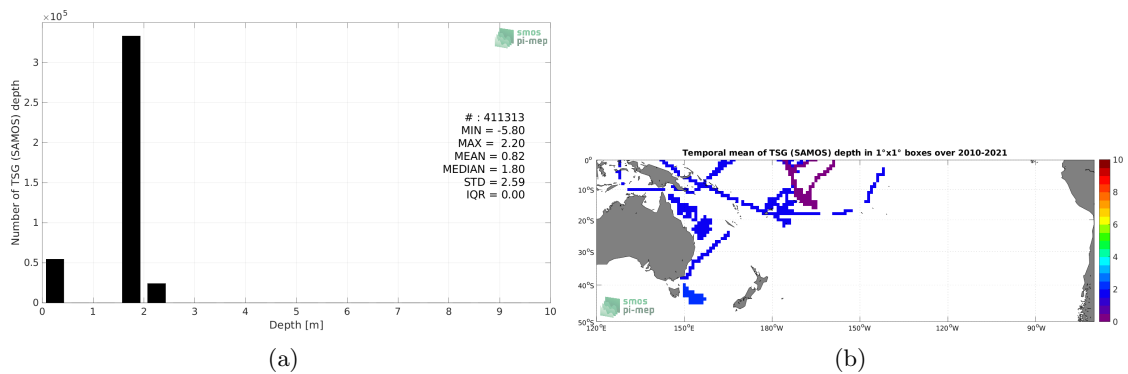 ×10⁵
3.5
3
2.5
2
1.5
1
0.5
0
Number of TSG (SAMOS) depth
smos
pi-mep
# : 411313
MIN = -5.80
MAX = 2.20
MEAN = 0.82
MEDIAN = 1.80
STD = 2.59
IQR = 0.00
0 1 2 3 4 5 6 7 8 9 10
Depth [m]
(a)
Temporal mean of TSG (SAMOS) depth in 1°x1° boxes over 2010-2021
0°
10°S
20°S
30°S
40°S
50°S
smos
pi-mep
120°E 150°E 180°W 150°W 120°W 90°W
10
8
6
4
2
0
(b)